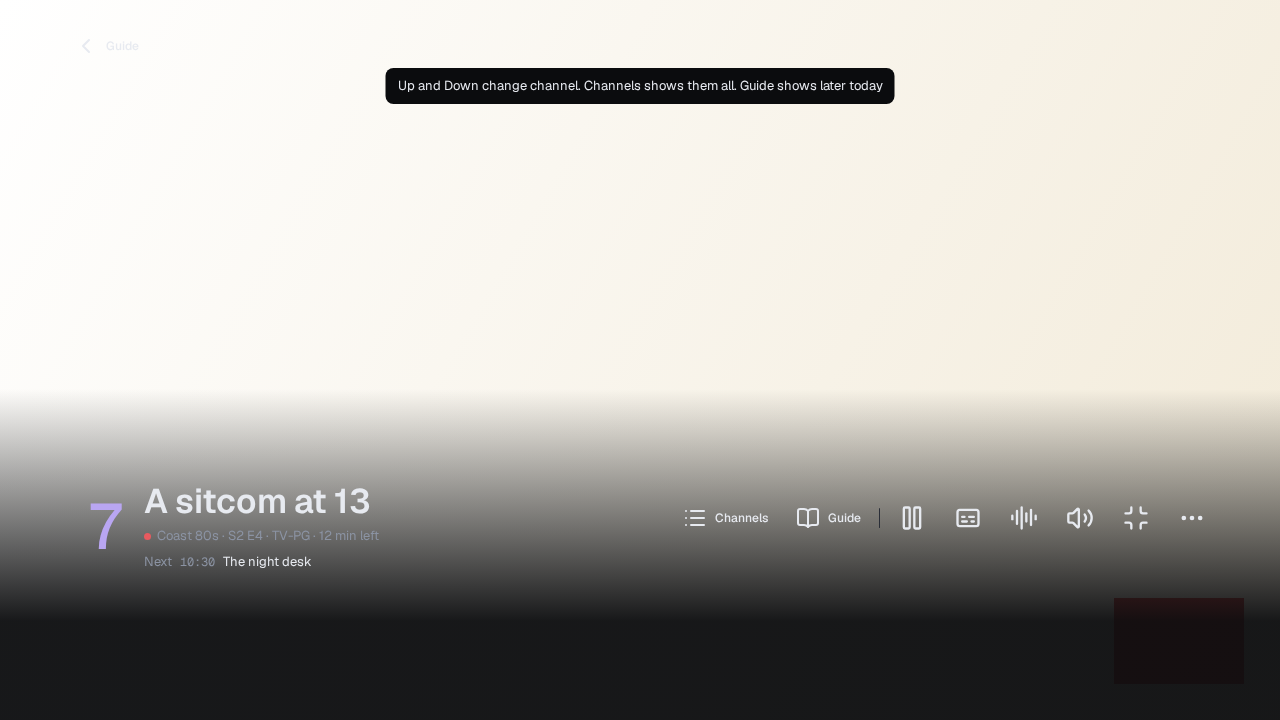 Guide
Up and Down change channel. Channels shows them all. Guide shows later today
7
A sitcom at 13
Coast 80s · S2 E4 · TV-PG · 12 min left
Next 10:30 The night desk
Channels
Guide